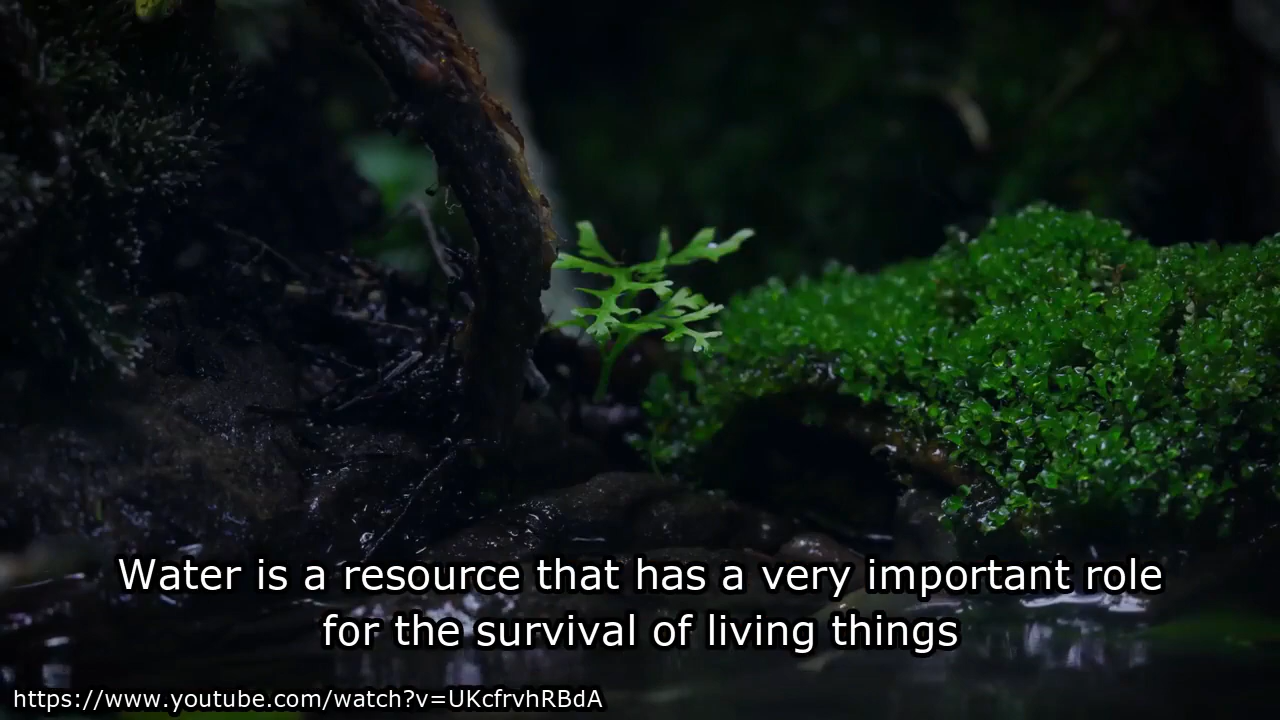 Water is a resource that has a very important role
for the survival of living things
https://www.youtube.com/watch?v=UKcfrvhRBdA